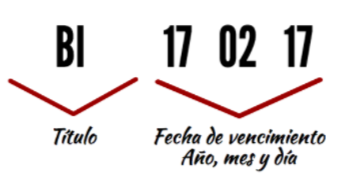 BI 17 02 17
Título Fecha de vencimiento
Año, mes y día